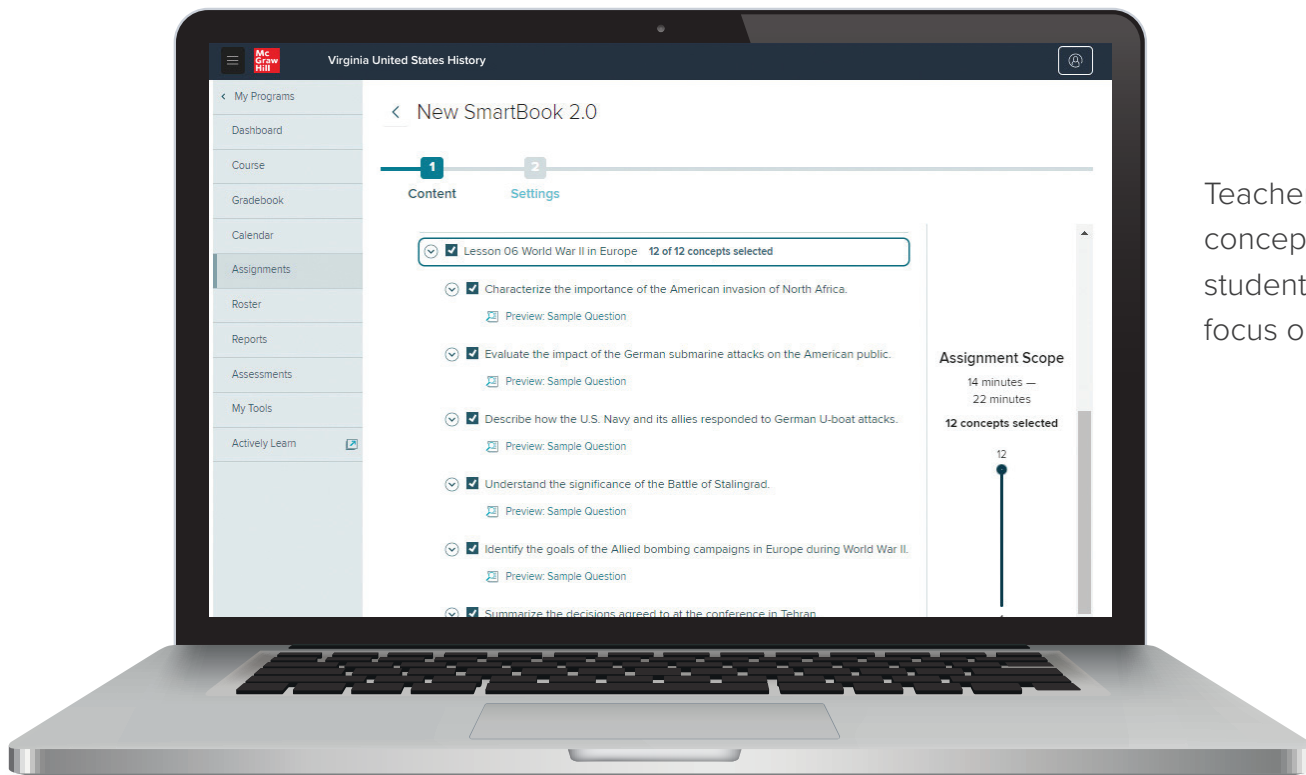 Mc
Graw
Hill
Virginia United States History
My Programs
Dashboard
Course
Gradebook
Calendar
Assignments
Roster
Reports
Assessments
My Tools
Actively Learn
New SmartBook 2.0
1
2
Content
Settings
Lesson 06 World War II in Europe 12 of 12 concepts selected
Characterize the importance of the American invasion of North Africa.
Preview: Sample Question
Evaluate the impact of the German submarine attacks on the American public.
Preview: Sample Question
Describe how the U.S. Navy and its allies responded to German U-boat attacks.
Preview: Sample Question
Understand the significance of the Battle of Stalingrad.
Preview: Sample Question
Identify the goals of the Allied bombing campaigns in Europe during World War II.
Preview: Sample Question
Summarize the decisions agreed to at the conference in Tehran
Assignment Scope
14 minutes —
22 minutes
12 concepts selected
12
Teache
concep
student
focus o